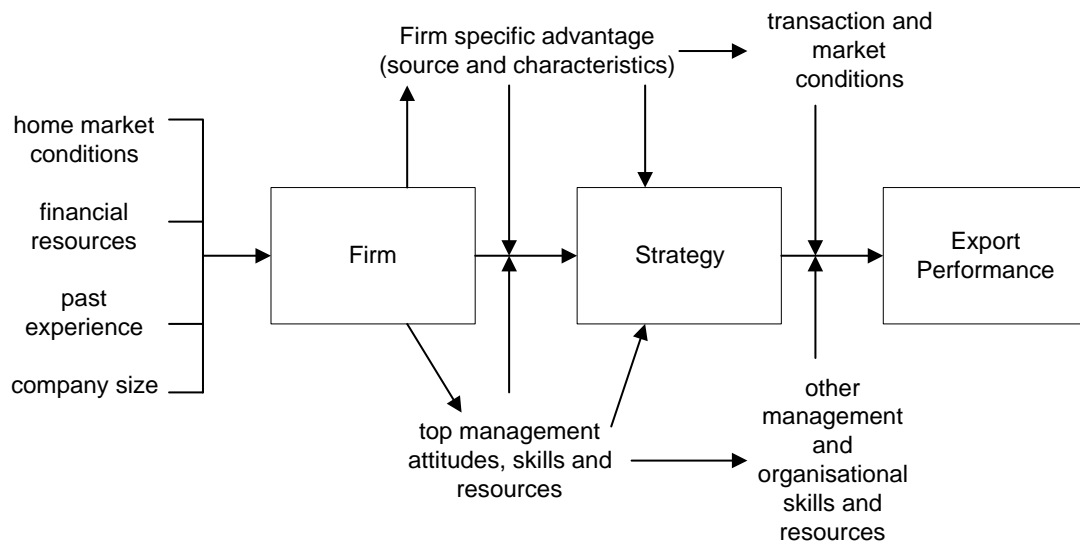 Firm specific advantage
(source and characteristics)
transaction and
market
conditions
home market
conditions
financial
resources
past
experience
company size
Firm
Strategy
Export
Performance
top management
attitudes, skills and
resources
other
management
and
organisational
skills and
resources